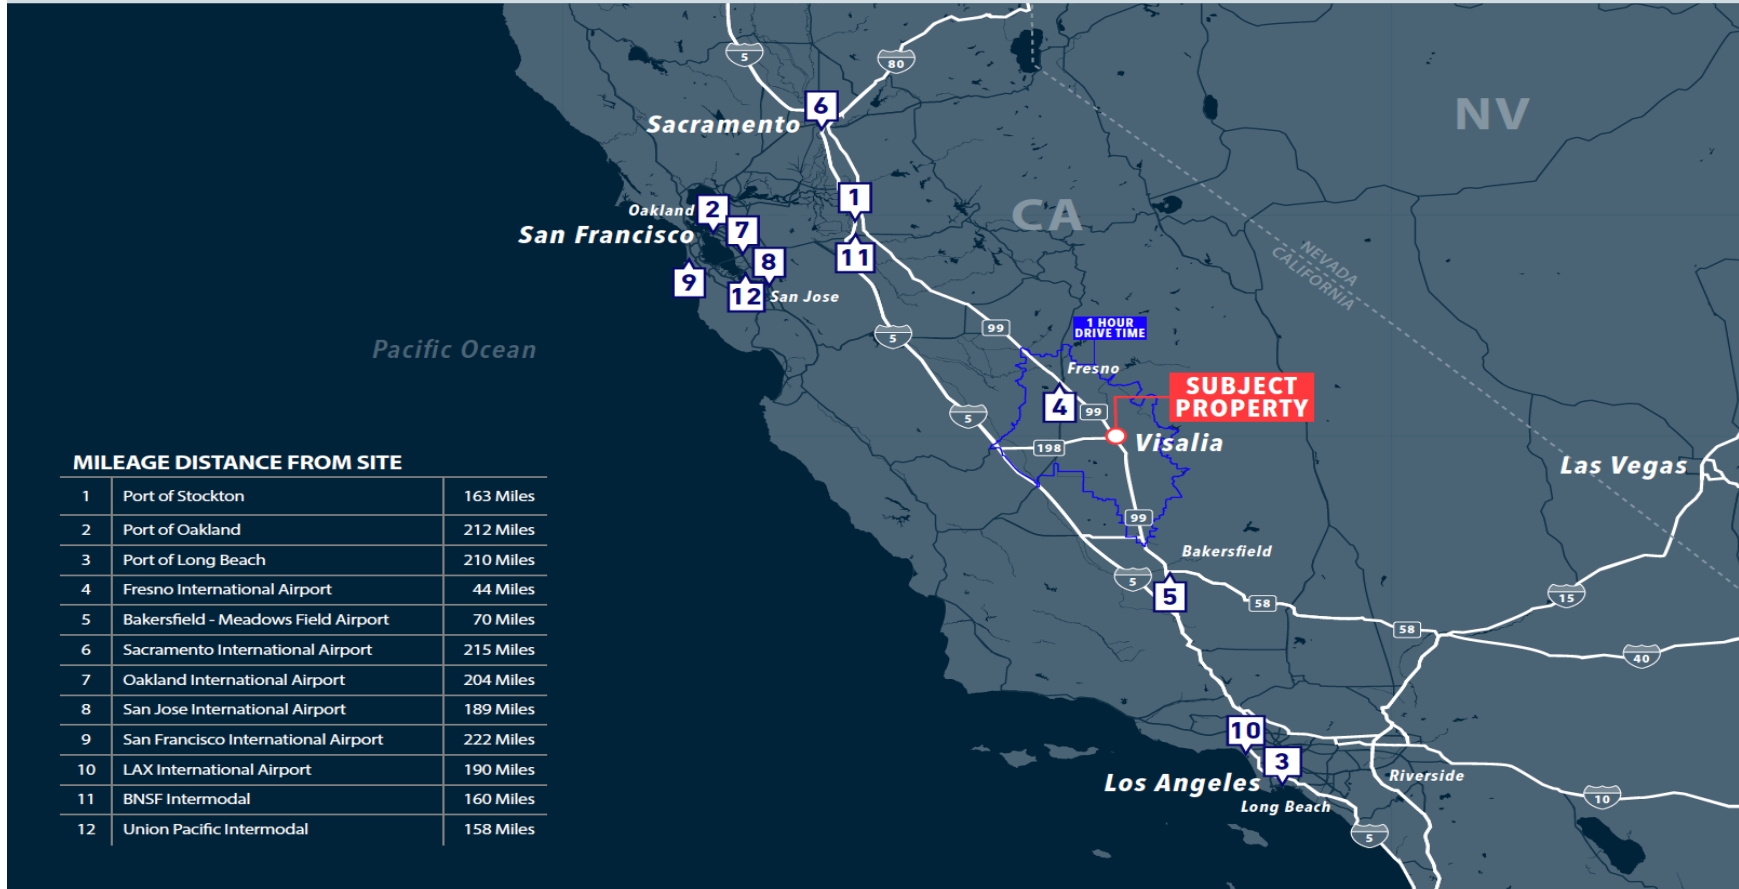 5
80
6
Sacramento
NV
1
Oakland
2
CA
San Francisco
7
11
8
9
12
San Jose
NEVADA
CALIFORNIA
Pacific Ocean
5
99
1 HOUR
DRIVE TIME
Fresno
SUBJECT
PROPERTY
4
99
5
198
Visalia
Las Vegas
99
Bakersfield
5
5
58
15
58
40
10
3
Los Angeles
Riverside
Long Beach
10
5
MILEAGE DISTANCE FROM SITE
1 Port of Stockton 163 Miles
2 Port of Oakland 212 Miles
3 Port of Long Beach 210 Miles
4 Fresno International Airport 44 Miles
5 Bakersfield - Meadows Field Airport 70 Miles
6 Sacramento International Airport 215 Miles
7 Oakland International Airport 204 Miles
8 San Jose International Airport 189 Miles
9 San Francisco International Airport 222 Miles
10 LAX International Airport 190 Miles
11 BNSF Intermodal 160 Miles
12 Union Pacific Intermodal 158 Miles